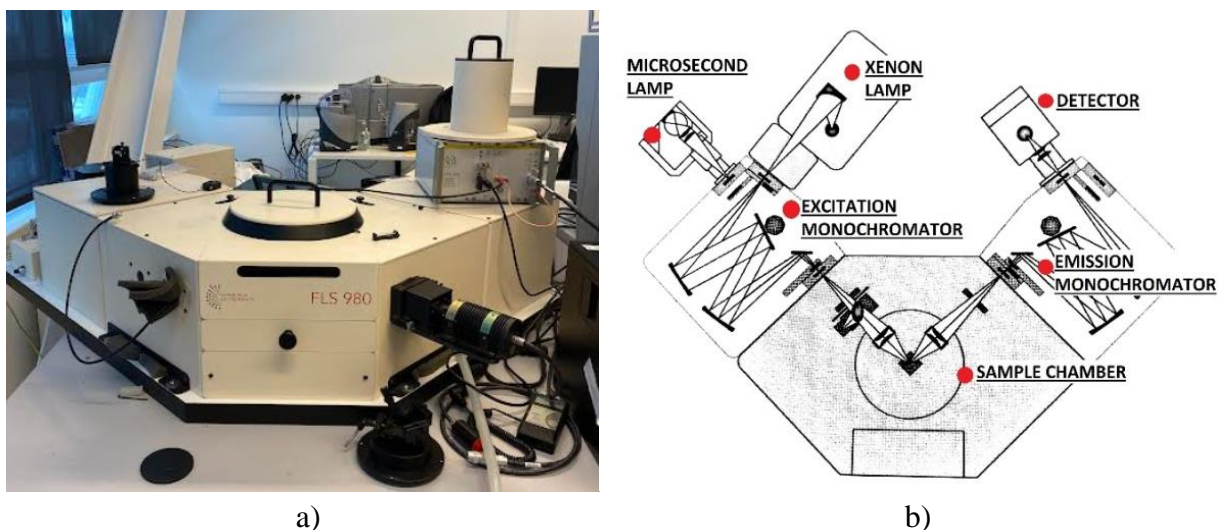 FLS 980
a)
MICROSECOND
LAMP
XENON
LAMP
DETECTOR
EXCITATION
MONOCHROMATOR
EMISSION
MONOCHROMATOR
SAMPLE CHAMBER
b)